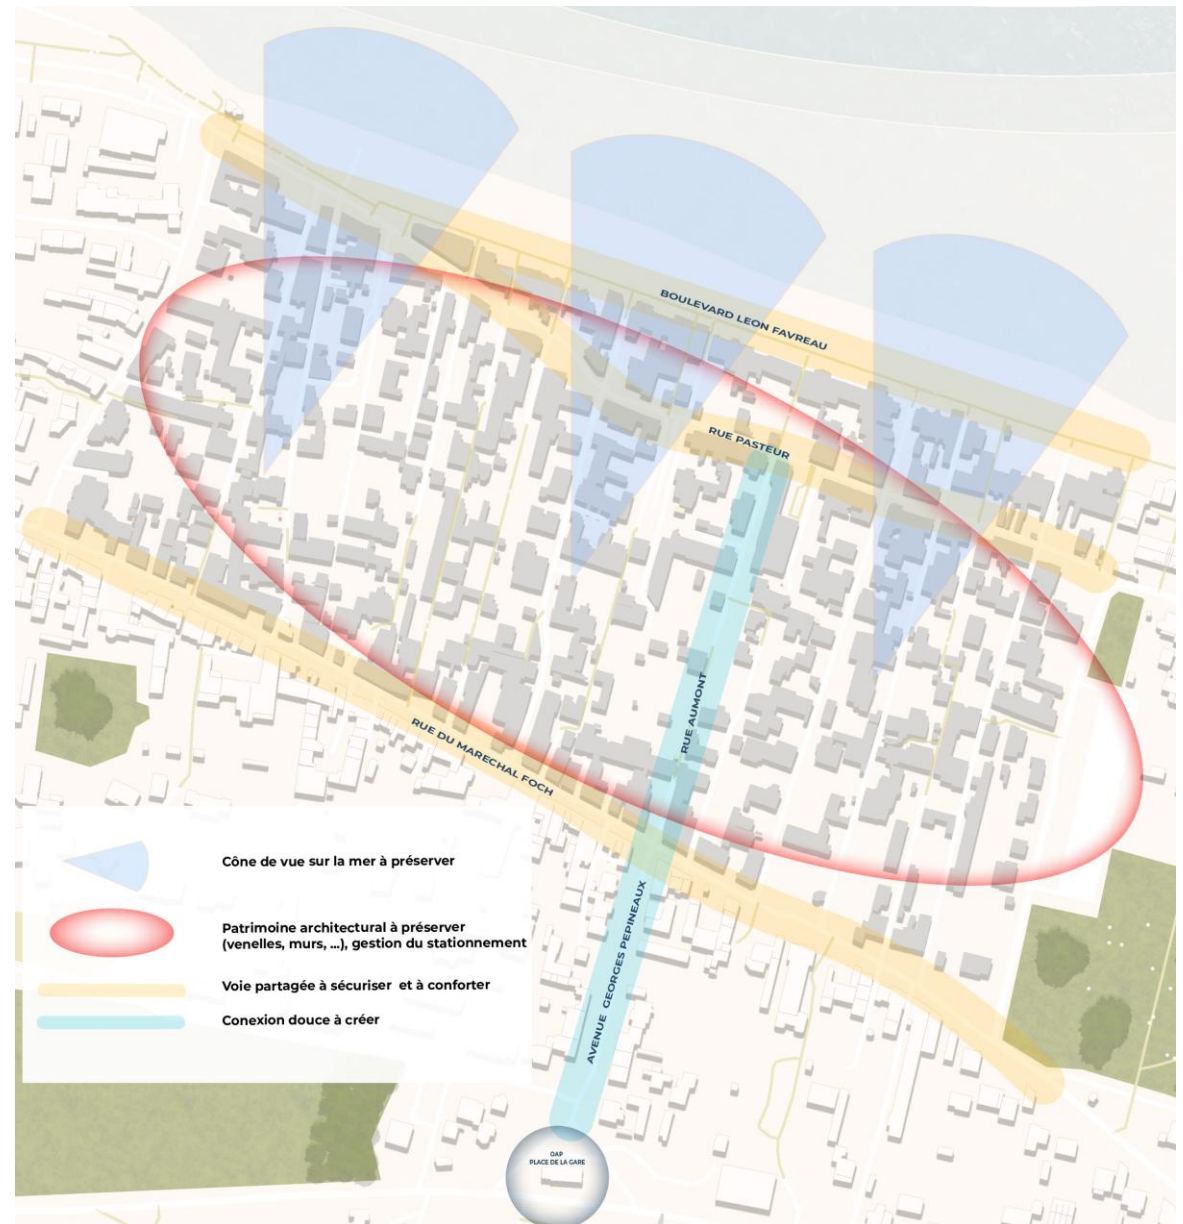 BOULEVARD LEON FAVREAU
RUE PASTEUR
RUE AUMONT
RUE DU MARECHAL FOCH
AVENUE GEORGES PEPINEAUX
Cône de vue sur la mer à préserver
Patrimoine architectural à préserver
(venelles, murs, ...), gestion du stationnement
Voie partagée à sécuriser et à conforter
Conexion douce à créer
OAP
PLACE DE LA GARE